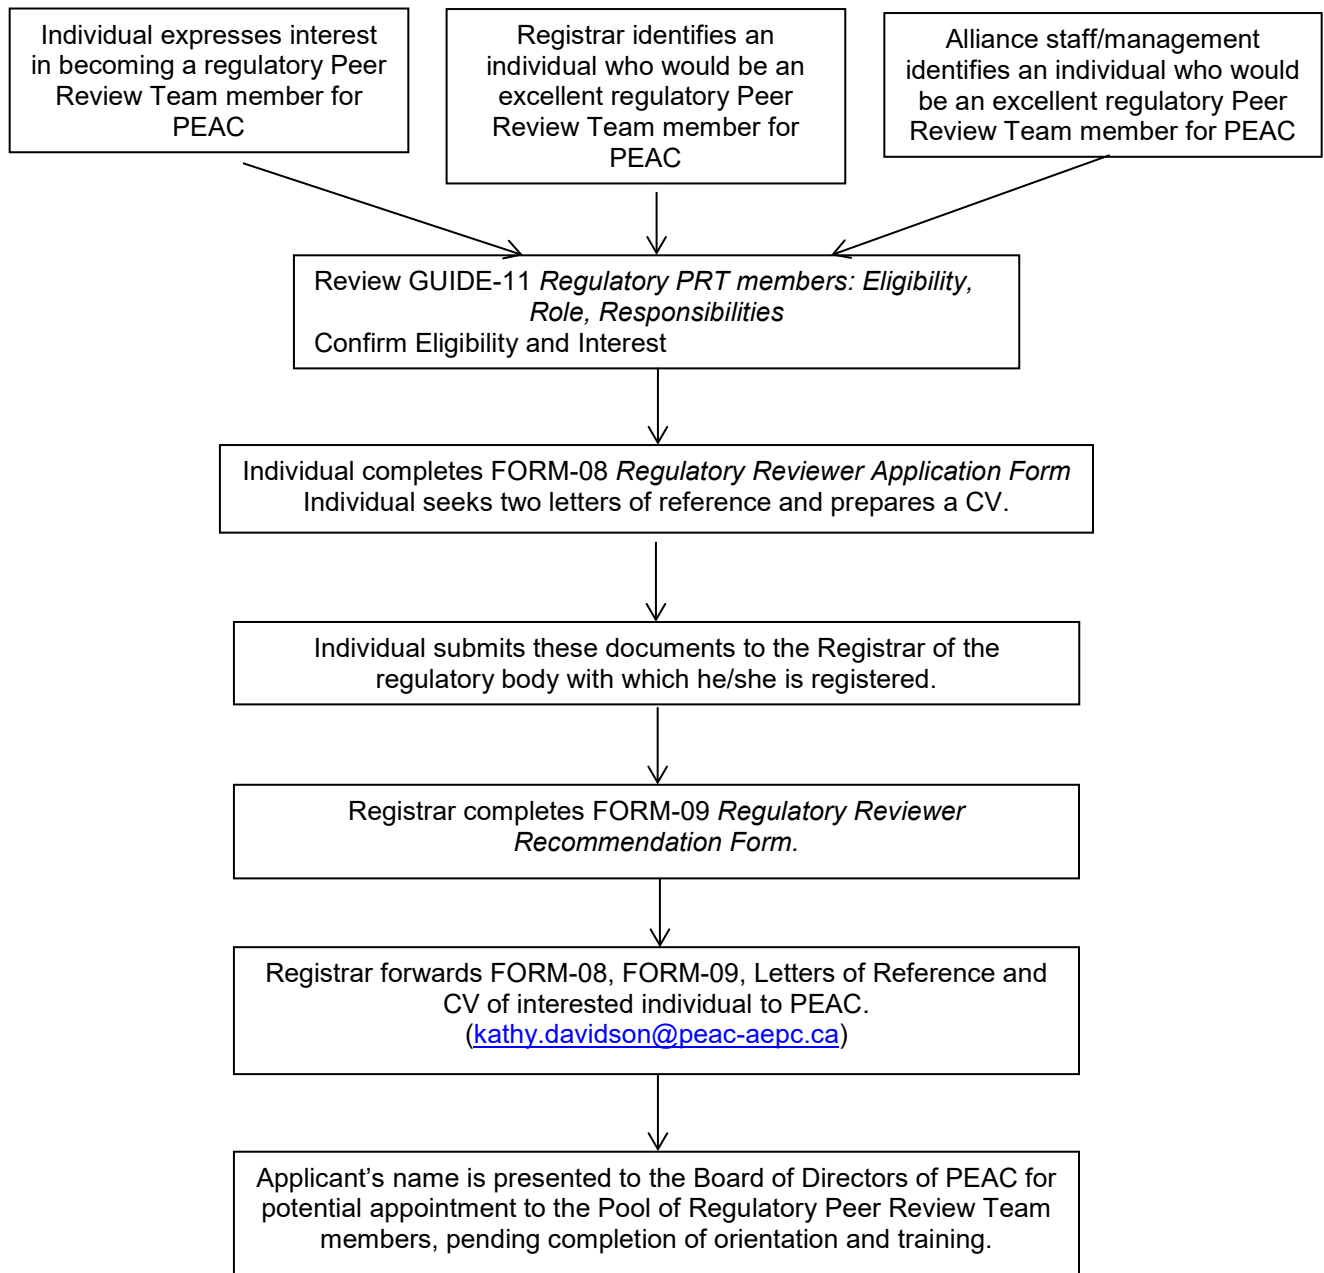 Individual expresses interest
in becoming a regulatory Peer
Review Team member for
PEAC
Registrar identifies an
individual who would be an
excellent regulatory Peer
Review Team member for
PEAC
Alliance staff/management
identifies an individual who would
be an excellent regulatory Peer
Review Team member for PEAC
Review GUIDE-11 Regulatory PRT members: Eligibility,
Role, Responsibilities
Confirm Eligibility and Interest
Individual completes FORM-08 Regulatory Reviewer Application Form
Individual seeks two letters of reference and prepares a CV.
Individual submits these documents to the Registrar of the
regulatory body with which he/she is registered.
Registrar completes FORM-09 Regulatory Reviewer
Recommendation Form.
Registrar forwards FORM-08, FORM-09, Letters of Reference and
CV of interested individual to PEAC.
(kathy.davidson@peac-aepc.ca)
Applicant’s name is presented to the Board of Directors of PEAC for
potential appointment to the Pool of Regulatory Peer Review Team
members, pending completion of orientation and training.